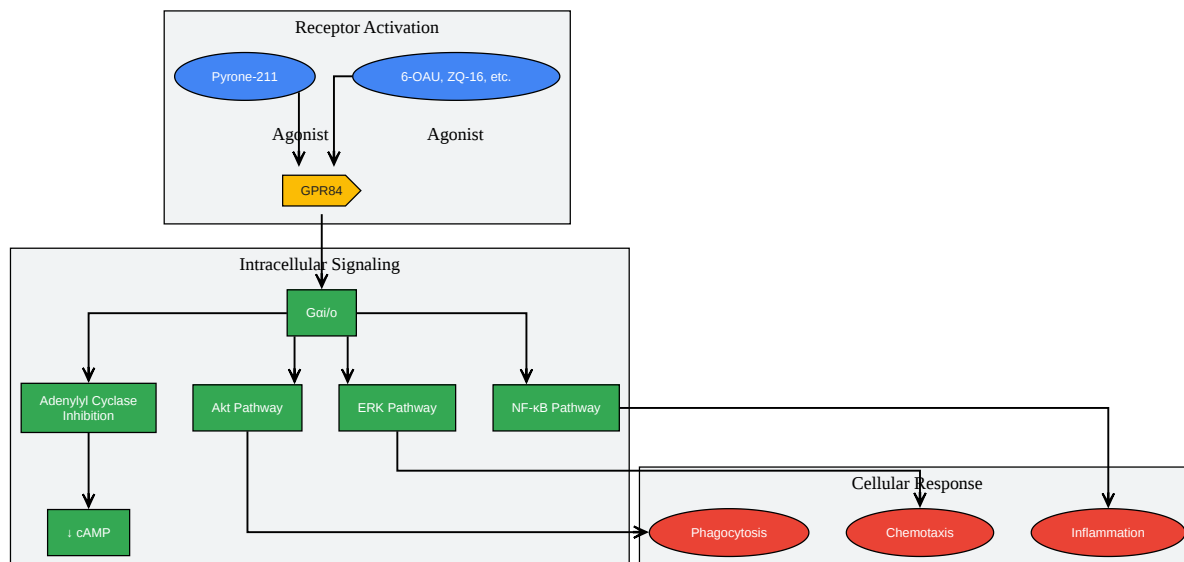 Receptor Activation
Pyrone-211
6-OAU, ZQ-16, etc.
Agonist
Agonist
GPR84
Intracellular Signaling
Gαi/o
Adenylyl Cyclase
Inhibition
Akt Pathway
ERK Pathway
NF-κB Pathway
↓ cAMP
Cellular Response
Phagocytosis
Chemotaxis
Inflammation